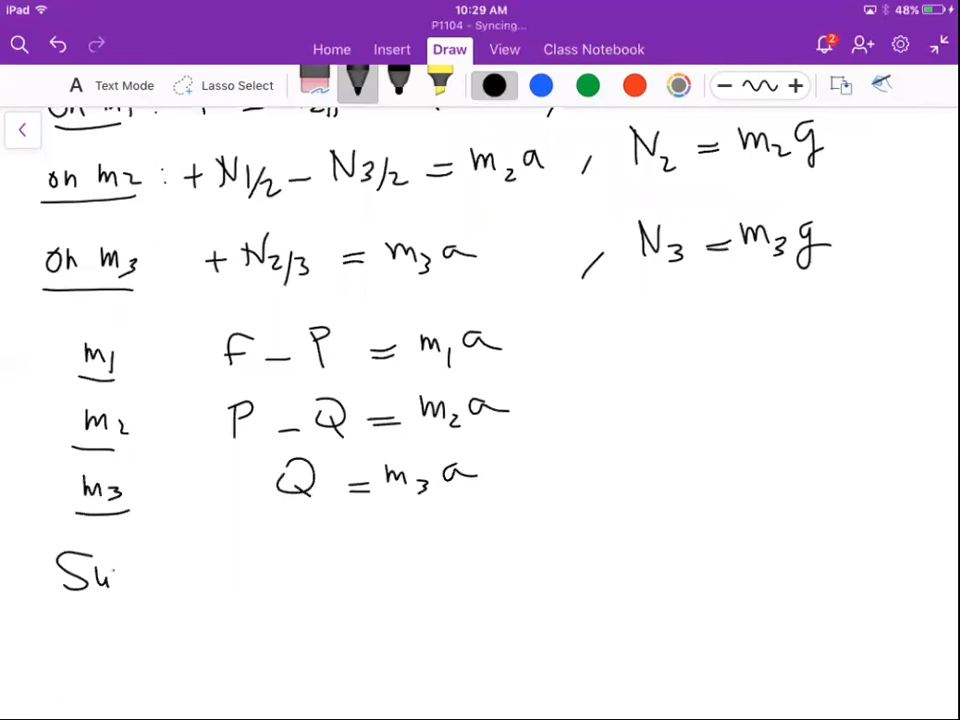 iPad 10:29 AM 48%
P1104 – Syncing...
Home Insert Draw View Class Notebook 2
A Text Mode Lasso Select
on m₁ :
on m₂ : + N₁/₂ – N₃/₂ = m₂a , N₂ = m₂g
On m₃ + N₂/₃ = m₃a , N₃ = m₃g
m₁ F – P = m₁a
m₂ P – Q = m₂a
m₃ Q = m₃a